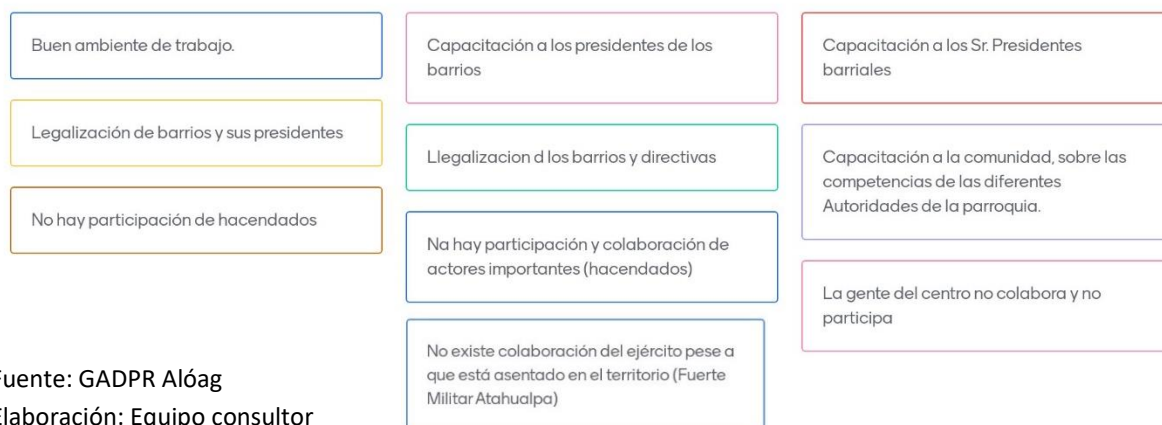 Buen ambiente de trabajo.
Legalización de barrios y sus presidentes
No hay participación de hacendados
Capacitación a los presidentes de los
barrios
Llegalizacion d los barrios y directivas
Na hay participación y colaboración de
actores importantes (hacendados)
No existe colaboración del ejército pese a
que está asentado en el territorio (Fuerte
Militar Atahualpa)
Capacitación a los Sr. Presidentes
barriales
Capacitación a la comunidad, sobre las
competencias de las diferentes
Autoridades de la parroquia.
La gente del centro no colabora y no
participa
Fuente: GADPR Alóag
Elaboración: Equipo consultor